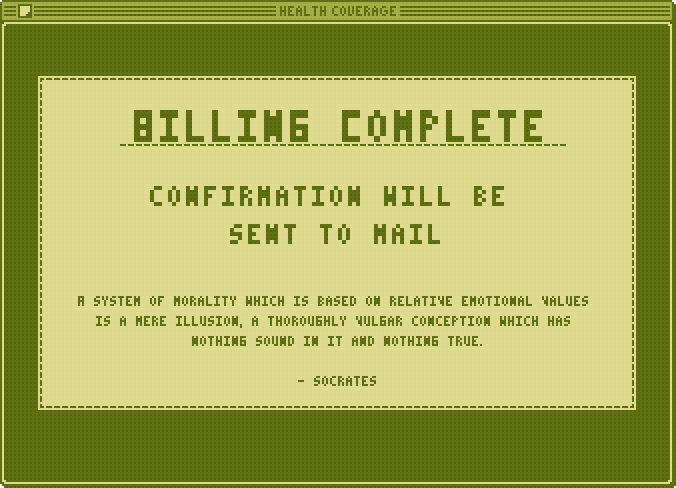 HEALTH COVERAGE
BILLING COMPLETE
CONFIRMATION WILL BE
SENT TO MAIL
A SYSTEM OF MORALITY WHICH IS BASED ON RELATIVE EMOTIONAL VALUES
IS A MERE ILLUSION, A THOROUGHLY VULGAR CONCEPTION WHICH HAS
NOTHING SOUND IN IT AND NOTHING TRUE.
- SOCRATES